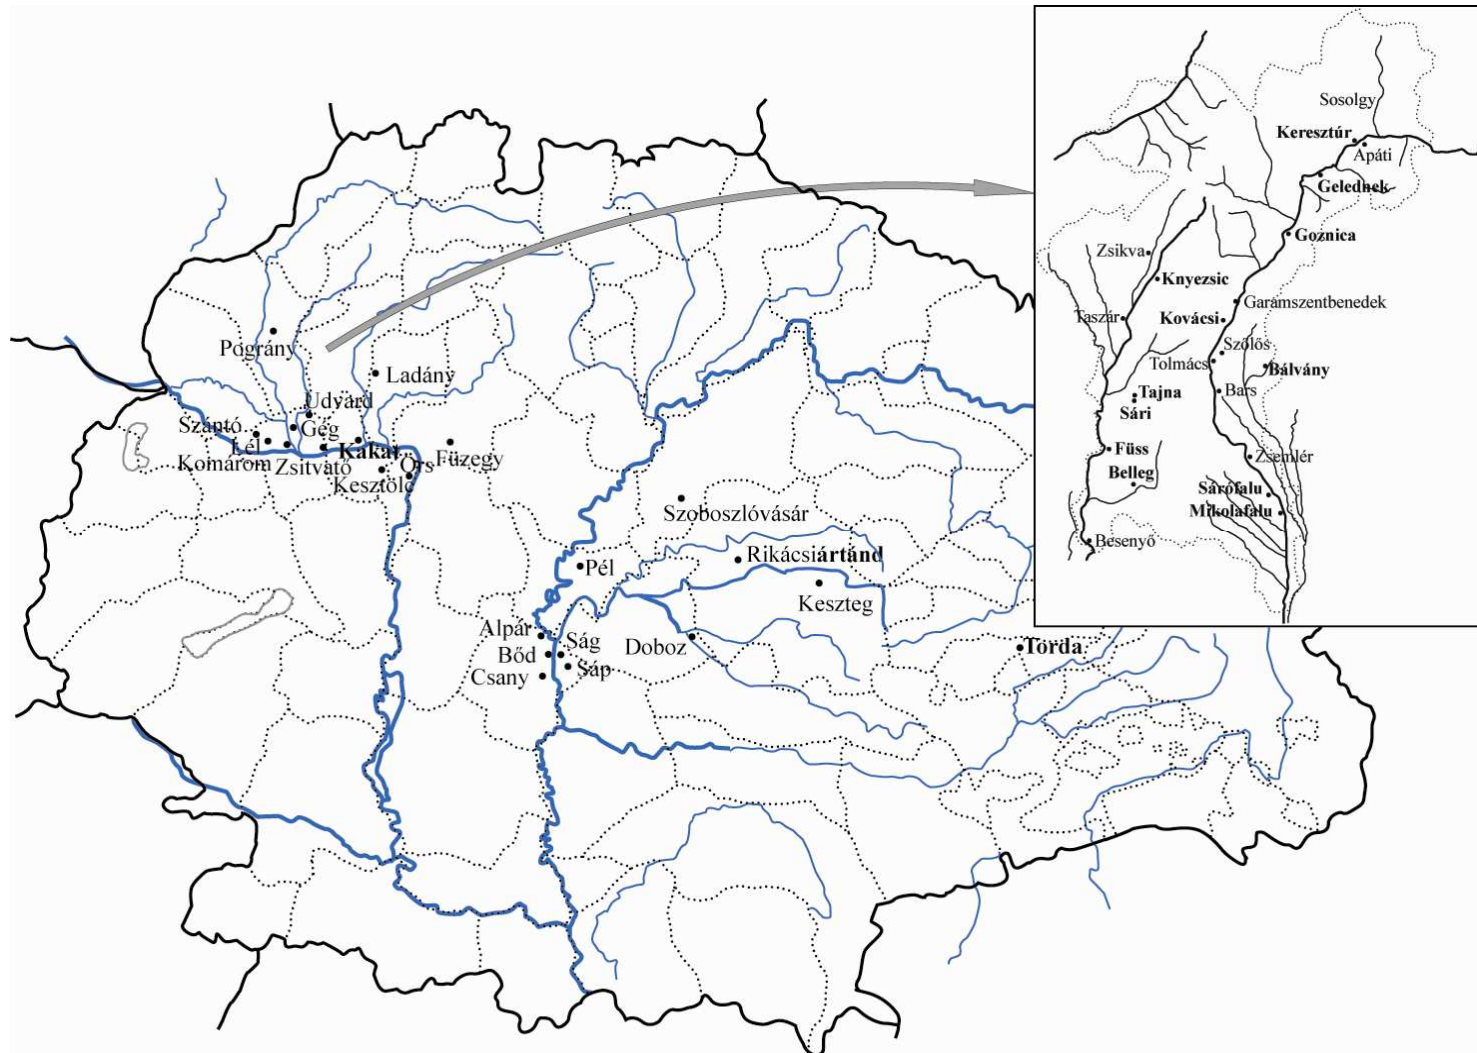 Pográny
Ladány
Udvard
Szántó
Gég
Lél
Kakat
Komárom
Zsitvatő
Örs
Füzegy
Kesztölc
Szoboszlóvásár
Rikácsiártánd
Pél
Keszteg
Alpár
Ság
Bőd
Doboz
Sáp
Csany
Torda
Sosolgy
Keresztúr
Apáti
Gelednek
Goznica
Zsikva
Knyezsic
Garamszentbenedek
Taszár
Kovácsi
Szőlős
Tolmács
Bálvány
Bars
Tajna
Sári
Füss
Zsemlér
Belleg
Sárófalu
Mikolafalu
Besenyő